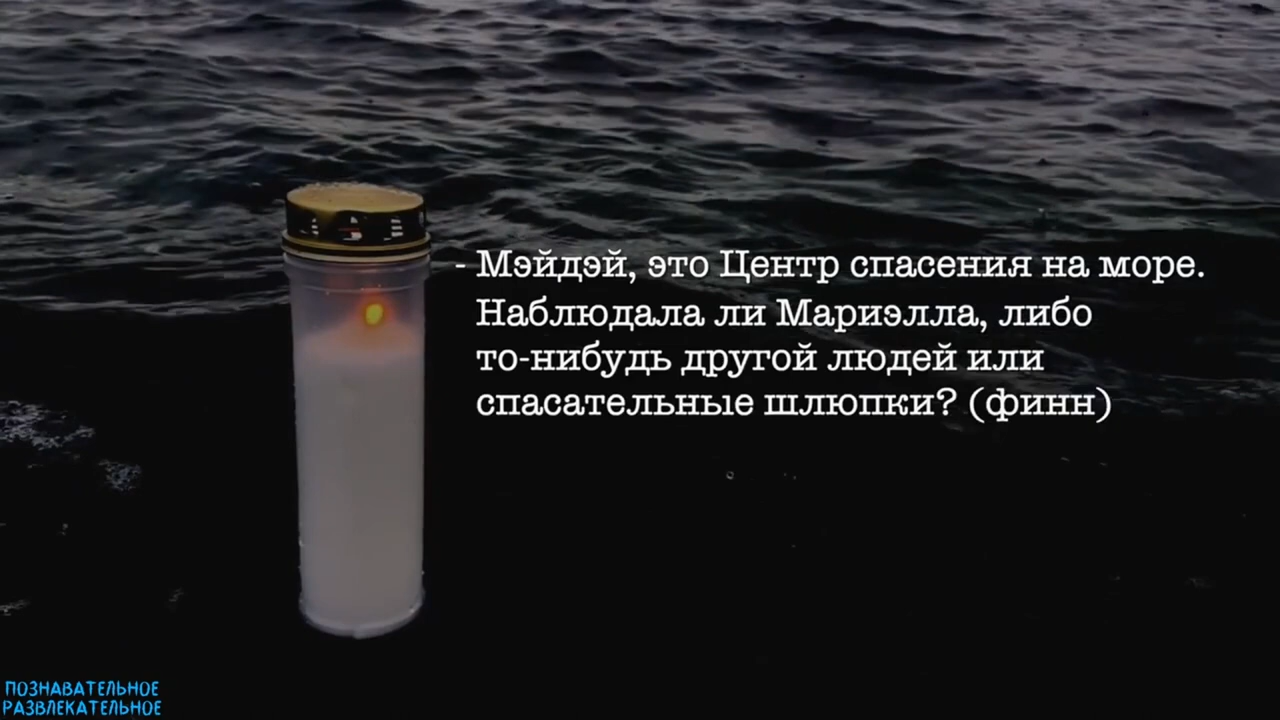 - Мэйдэй, это Центр спасения на море.
Наблюдала ли Мариэлла, либо
то-нибудь другой людей или
спасательные шлюпки? (финн)
ПОЗНАВАТЕЛЬНОЕ
РАЗВЛЕКАТЕЛЬНОЕ